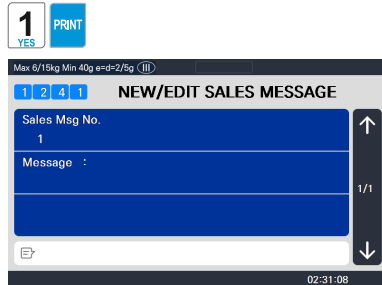 1 PRINT
YES
Max 6/15kg Min 40g e=d=2/5g III
1 2 4 1 NEW/EDIT SALES MESSAGE
Sales Msg No.
1
Message :
1/1
02:31:08